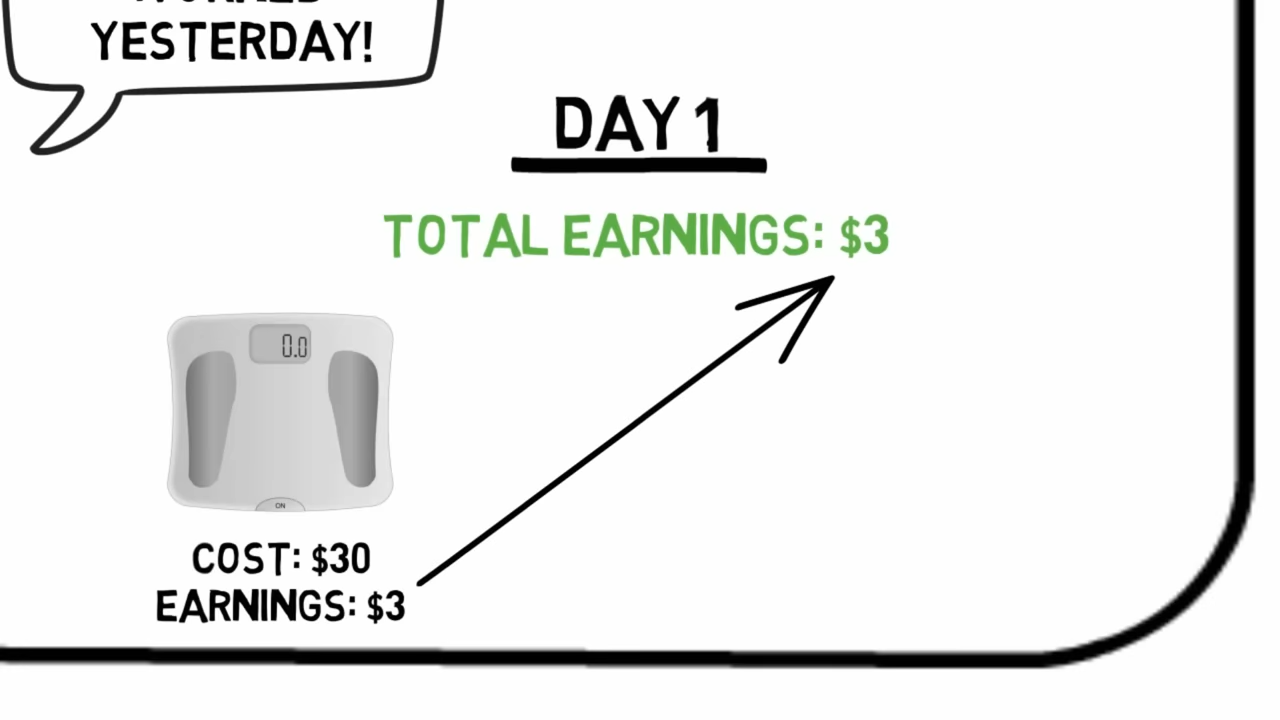 YESTERDAY!
DAY 1
TOTAL EARNINGS: $3
0.0
ON
COST: $30
EARNINGS: $3